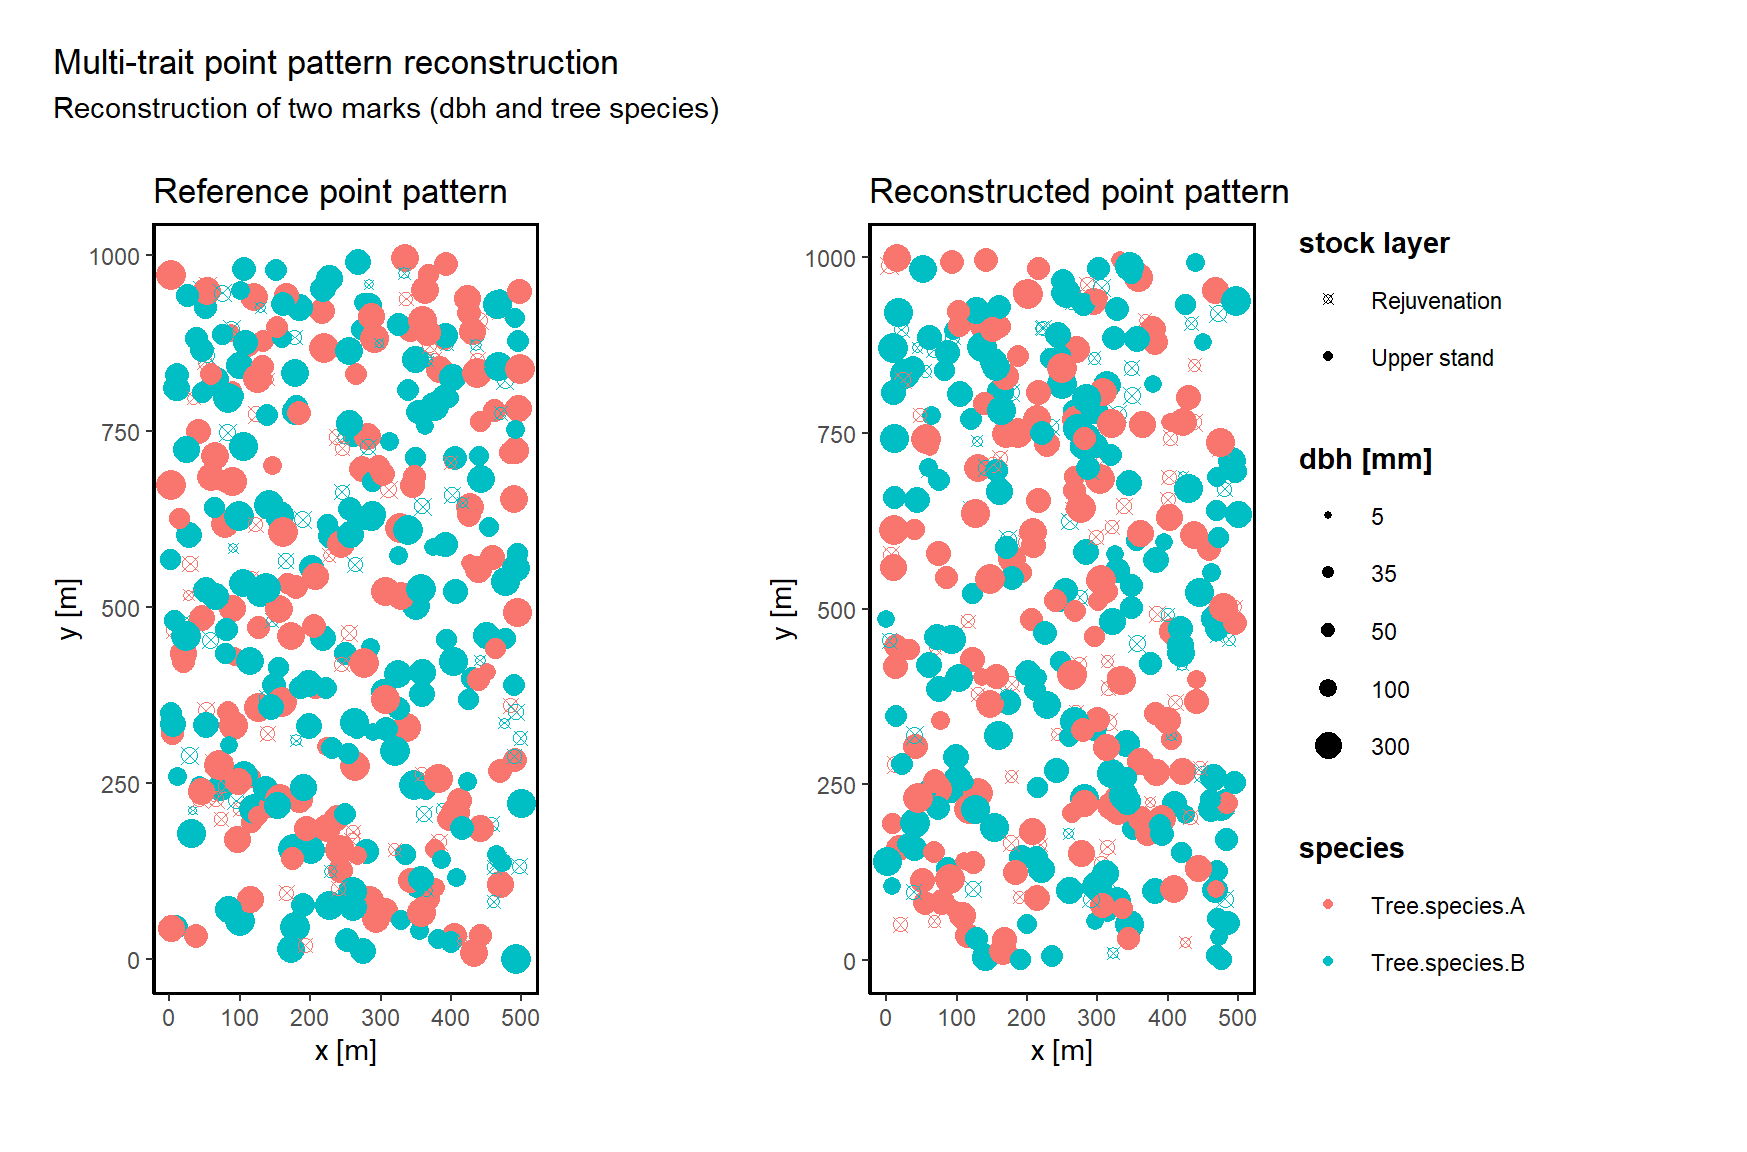 Multi-trait point pattern reconstruction
Reconstruction of two marks (dbh and tree species)
Reference point pattern
1000
750
500
250
0
y [m]
0 100 200 300 400 500
x [m]
Reconstructed point pattern
1000
750
500
250
0
y [m]
0 100 200 300 400 500
x [m]
stock layer
Rejuvenation
Upper stand
dbh [mm]
5
35
50
100
300
species
Tree.species.A
Tree.species.B